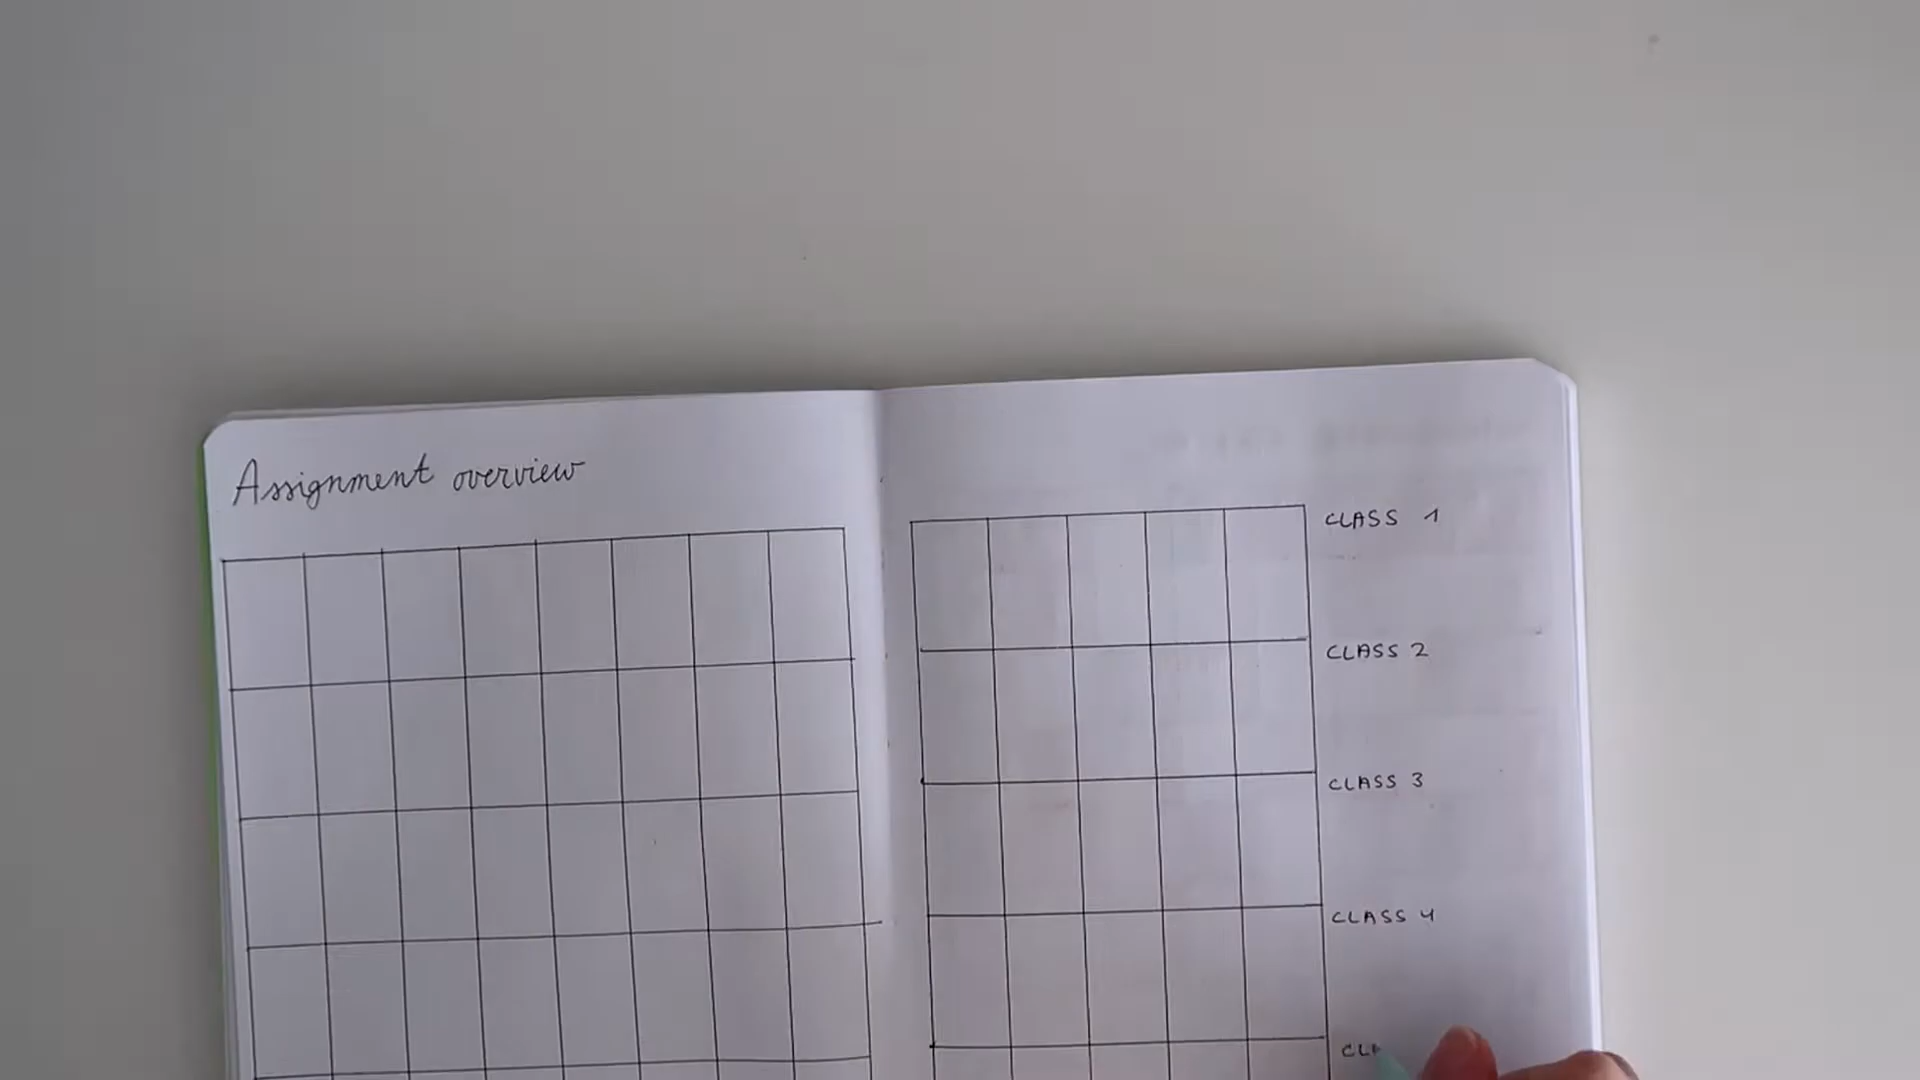 Assignment overview
CLASS 1
CLASS 2
CLASS 3
CLASS 4